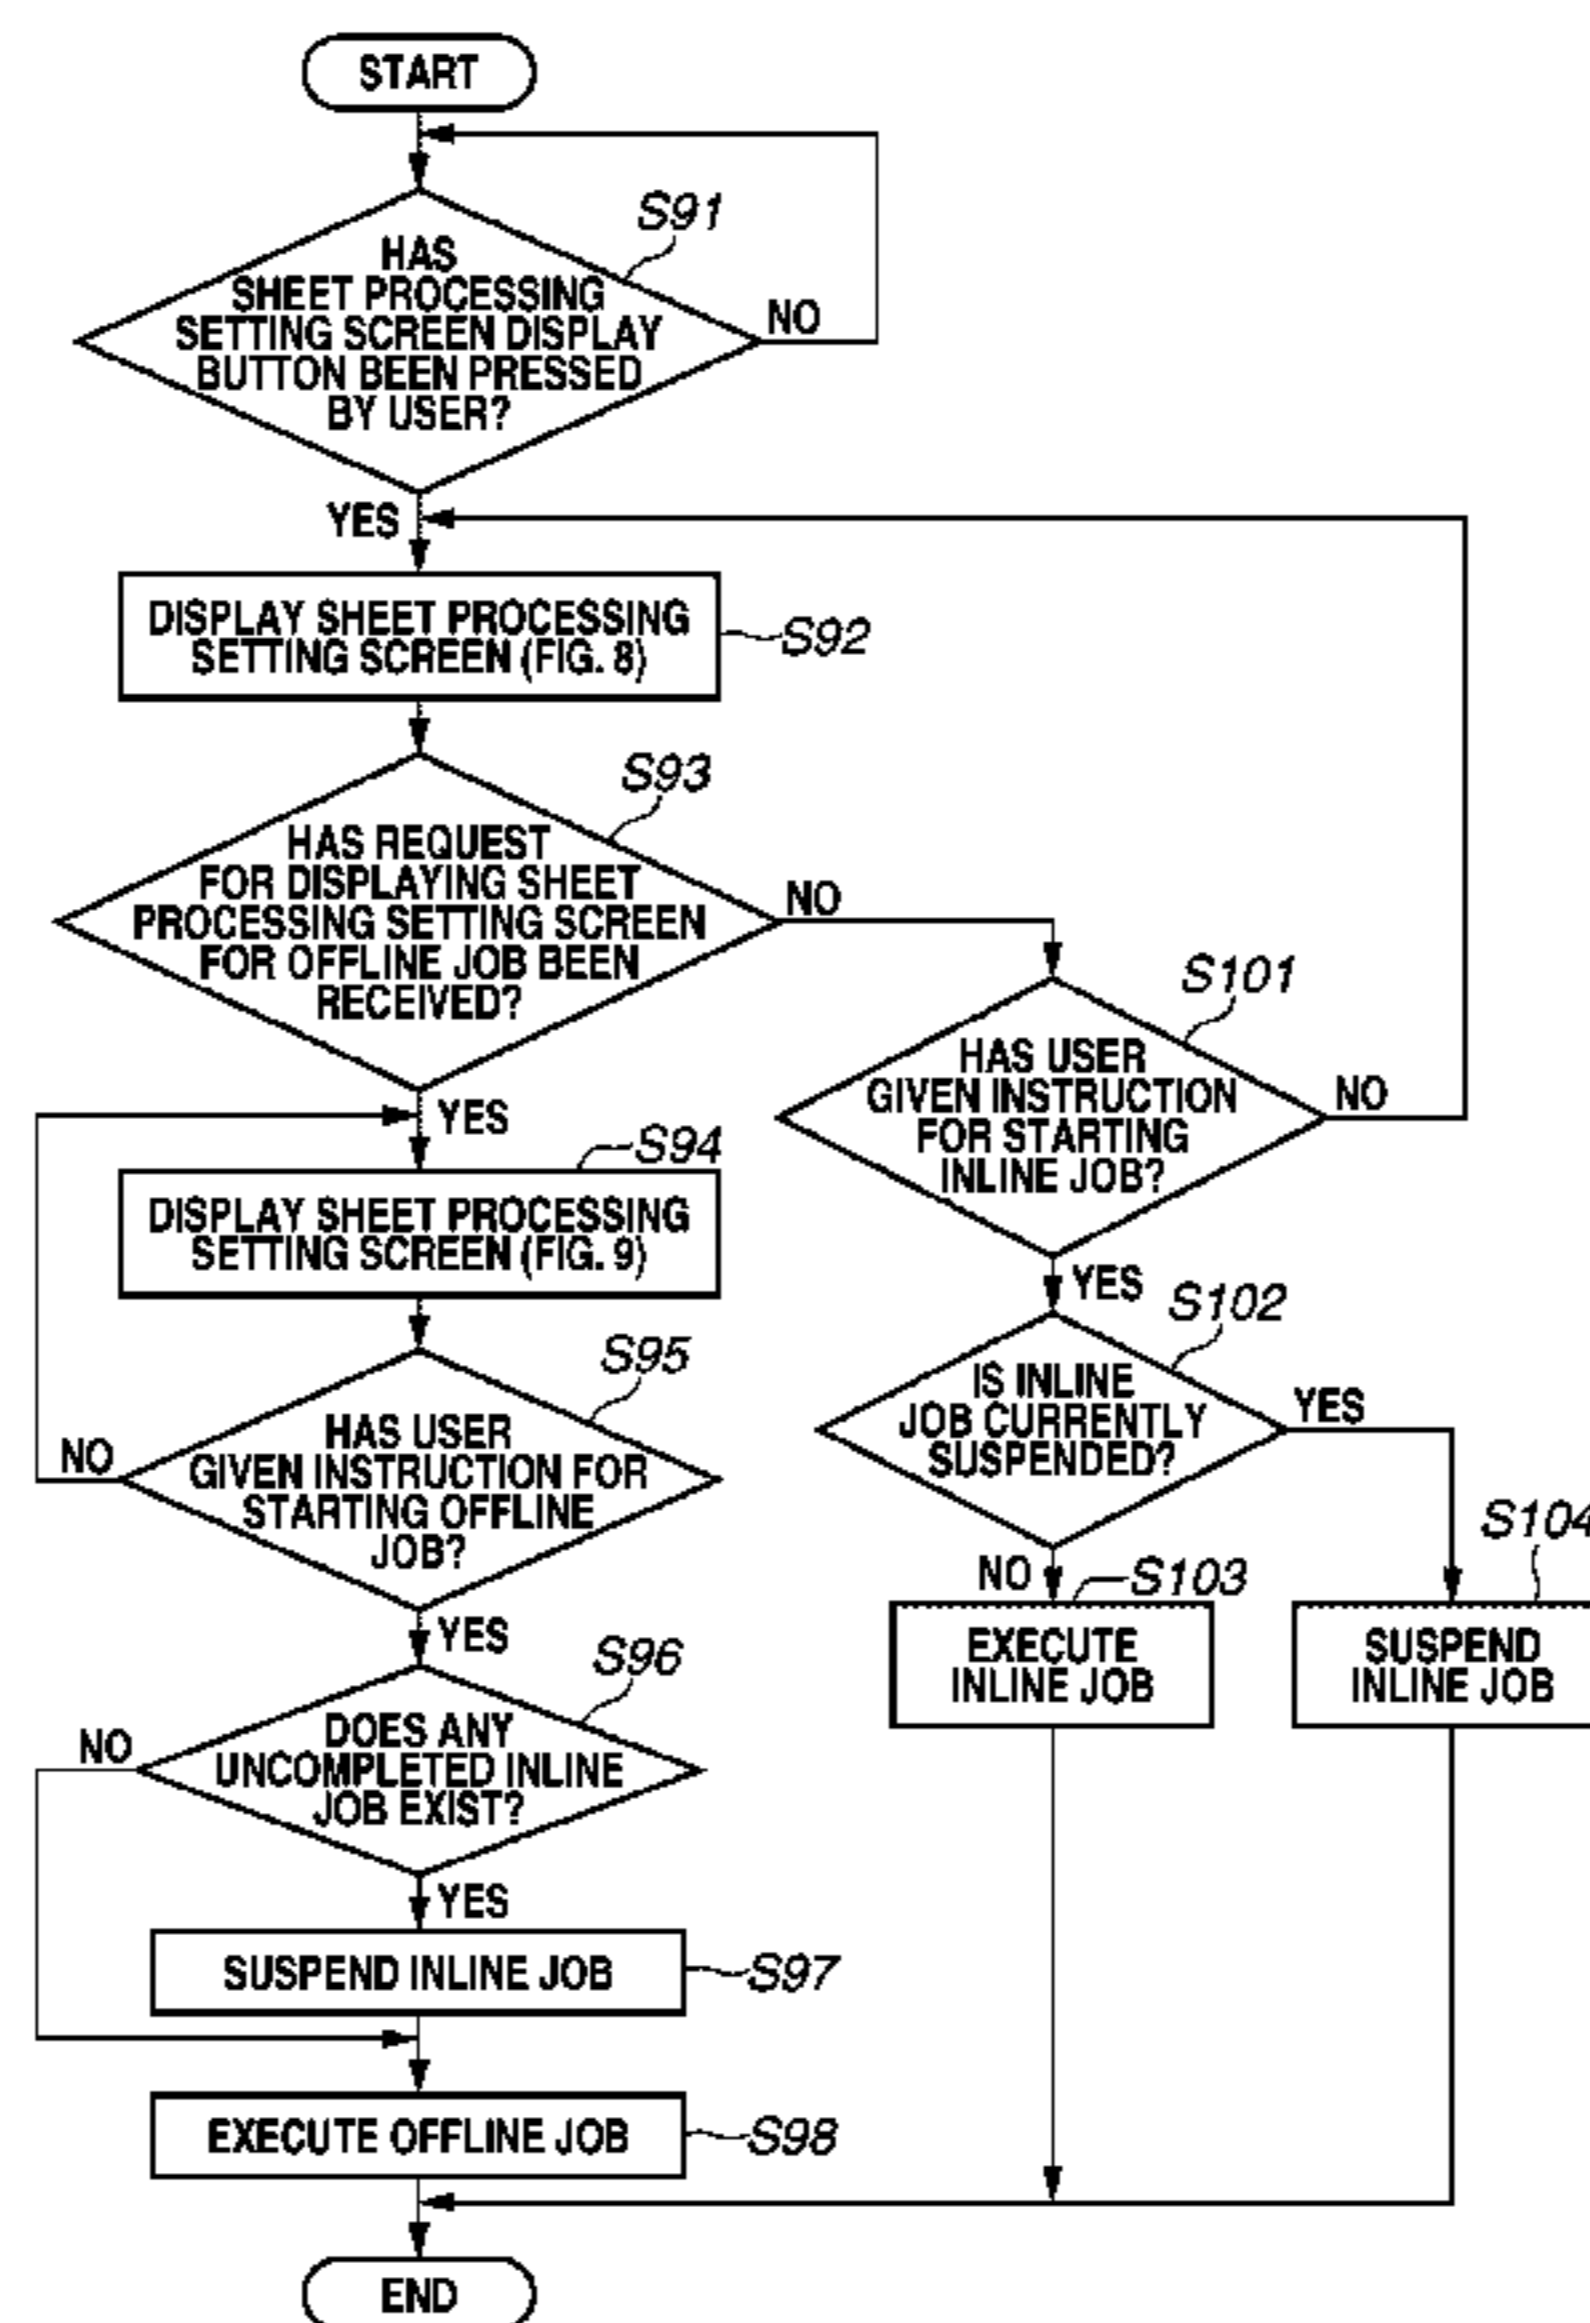 START
S91
HAS
SHEET PROCESSING
SETTING SCREEN DISPLAY
BUTTON BEEN PRESSED
BY USER?
NO
YES
DISPLAY SHEET PROCESSING
SETTING SCREEN (FIG. 8)
S92
S93
HAS REQUEST
FOR DISPLAYING SHEET
PROCESSING SETTING SCREEN
FOR OFFLINE JOB BEEN
RECEIVED?
NO
YES
S101
HAS USER
GIVEN INSTRUCTION
FOR STARTING
INLINE JOB?
NO
YES
S94
DISPLAY SHEET PROCESSING
SETTING SCREEN (FIG. 9)
S95
HAS USER
GIVEN INSTRUCTION FOR
STARTING OFFLINE
JOB?
NO
YES
S102
IS INLINE
JOB CURRENTLY
SUSPENDED?
YES
NO
S103
EXECUTE
INLINE JOB
S104
SUSPEND
INLINE JOB
S96
DOES ANY
UNCOMPLETED INLINE
JOB EXIST?
NO
YES
SUSPEND INLINE JOB
S97
EXECUTE OFFLINE JOB
S98
END